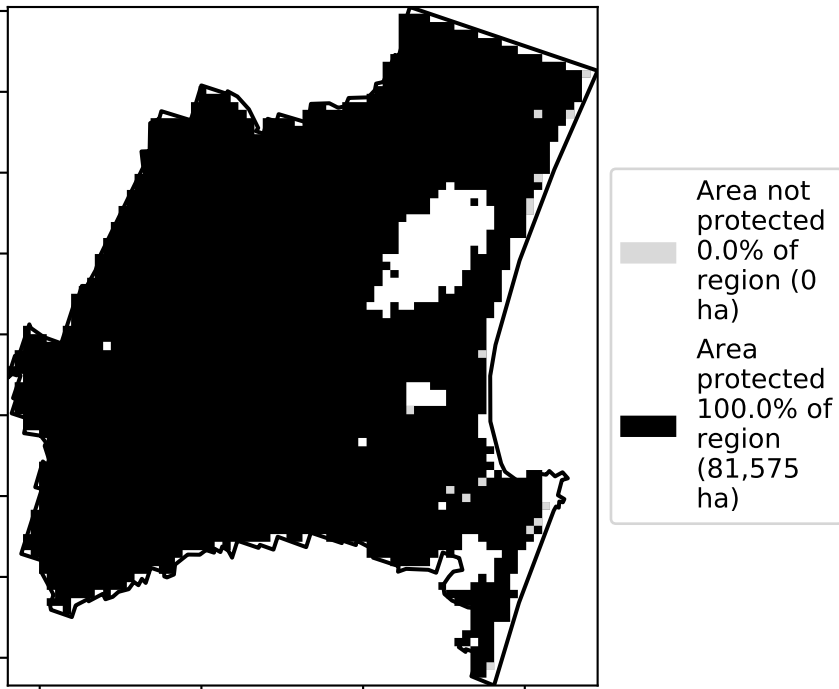 Area not
protected
0.0% of
region (0
ha)
Area
protected
100.0% of
region
(81,575
ha)